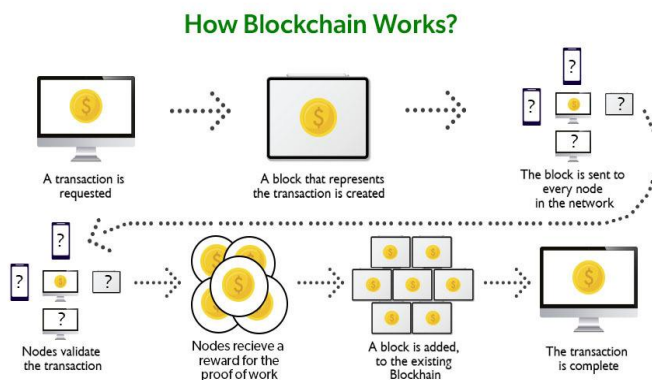 How Blockchain Works?
$
$
?
?
$
?
?
A transaction is
requested
A block that represents
the transaction is created
The block is sent to
every node
in the network
?
?
$
?
?
$
$
$
$
$
$
$
$
$
$
$
Nodes validate
the transaction
Nodes recieve a
reward for the
proof of work
A block is added,
to the existing
Blockhain
The transaction
is complete